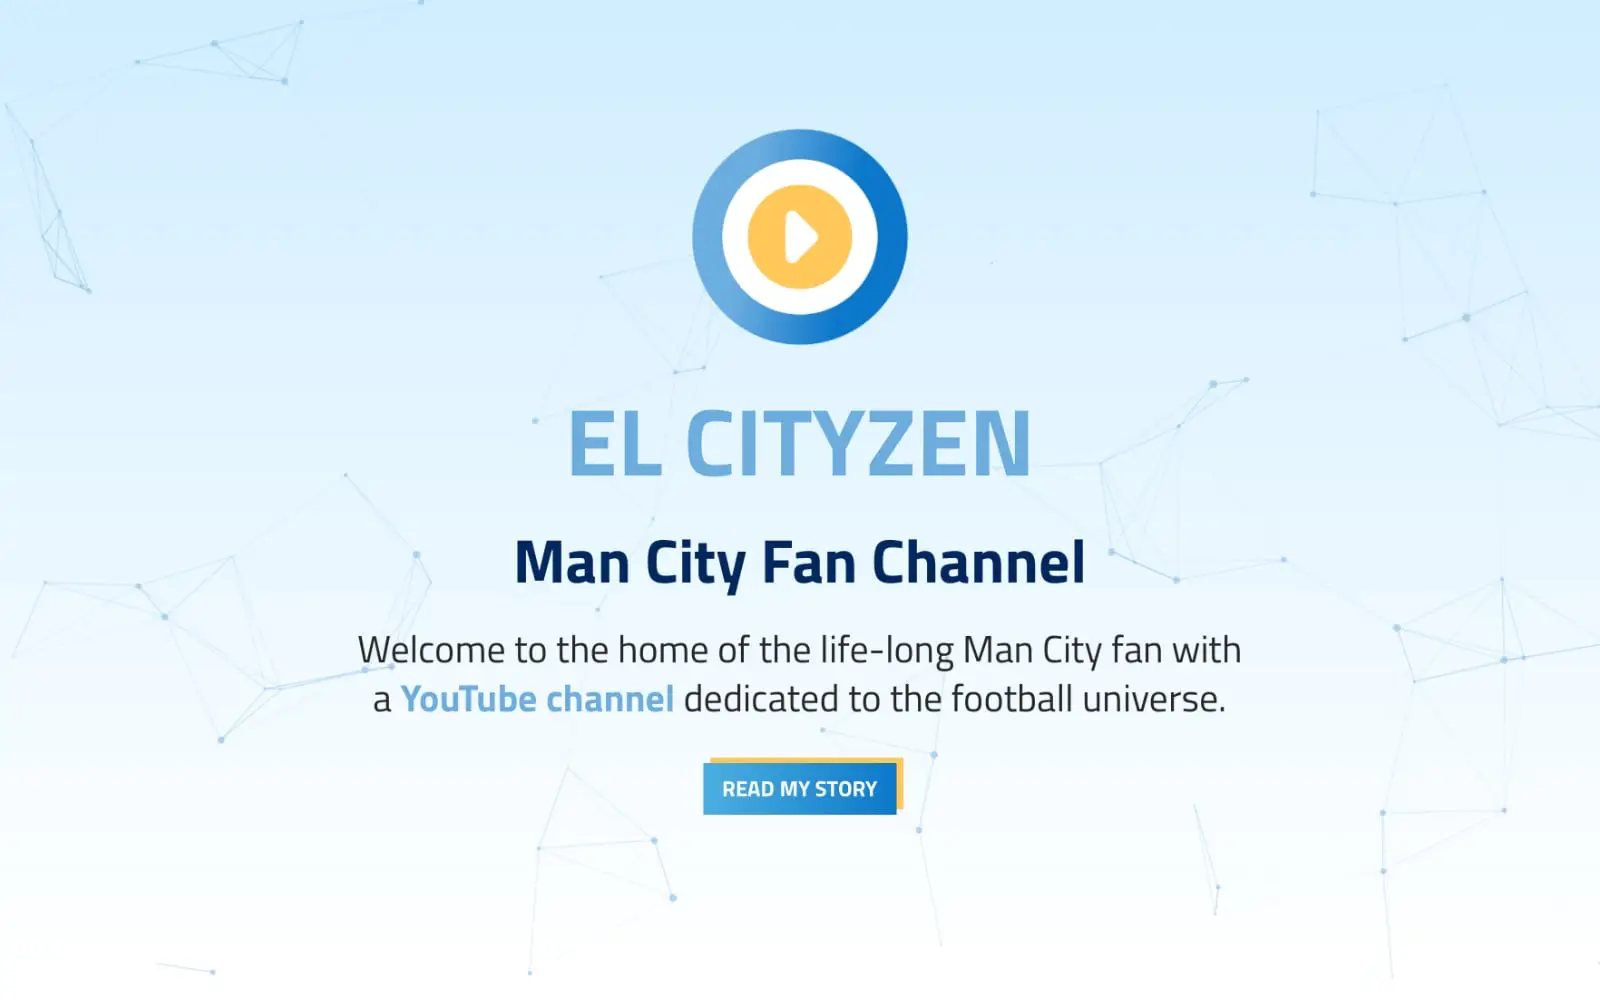 EL CITYZEN
Man City Fan Channel
Welcome to the home of the life-long Man City fan with
a YouTube channel dedicated to the football universe.
READ MY STORY